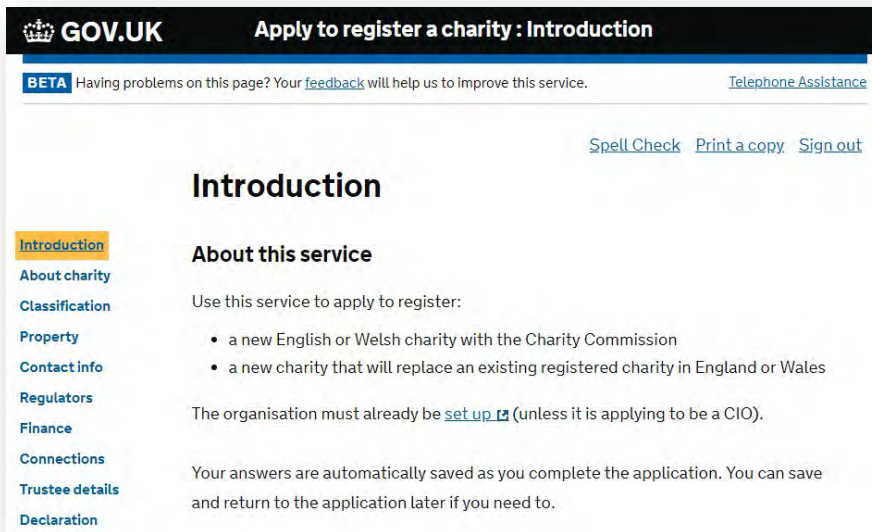 GOV.UK Apply to register a charity : Introduction
BETA Having problems on this page? Your feedback will help us to improve this service. Telephone Assistance
Spell Check Print a copy Sign out
Introduction
Introduction
About charity
Classification
Property
Contact info
Regulators
Finance
Connections
Trustee details
Declaration
About this service
Use this service to apply to register:
• a new English or Welsh charity with the Charity Commission
• a new charity that will replace an existing registered charity in England or Wales
The organisation must already be set up (unless it is applying to be a CIO).
Your answers are automatically saved as you complete the application. You can save
and return to the application later if you need to.